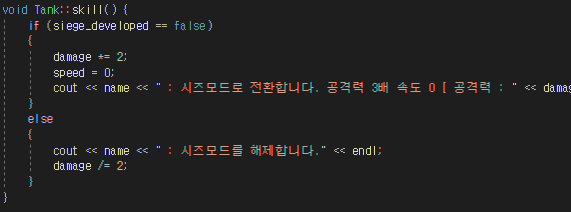 void Tank::skill() {
if (siege_developed == false)
{
damage *= 2;
speed = 0;
cout << name << " : 시즈모드로 전환합니다. 공격력 3배 속도 0 [ 공격력 : " << dama
}
else
{
cout << name << " : 시즈모드를 해제합니다." << endl;
damage /= 2;
}
}